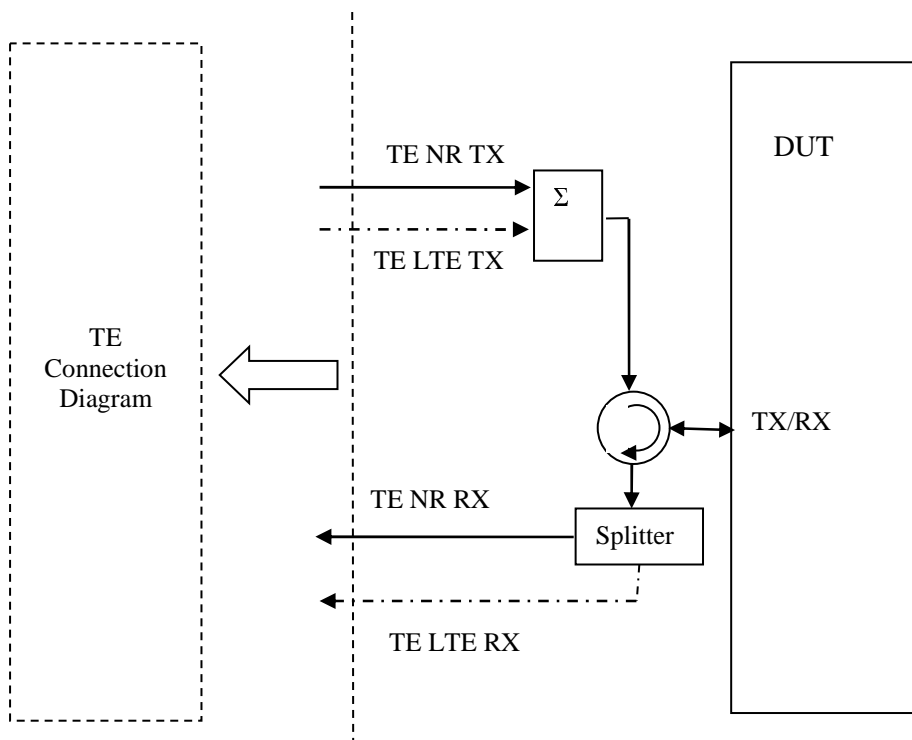 TE NR TX
DUT
Σ
TE LTE TX
TE
Connection
Diagram
TX/RX
TE NR RX
Splitter
TE LTE RX